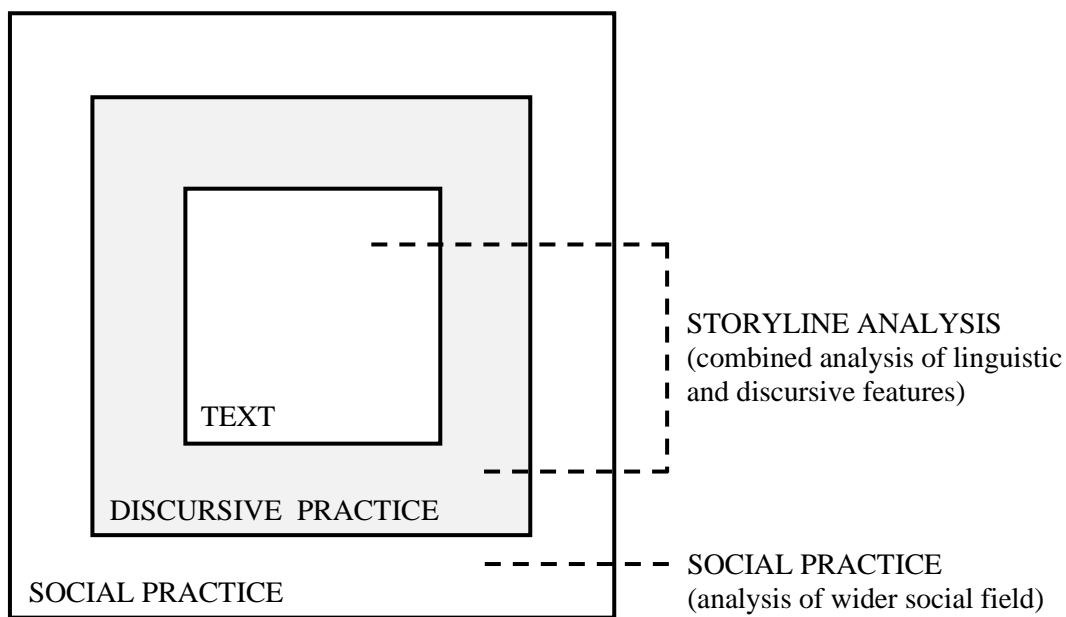 STORYLINE ANALYSIS
(combined analysis of linguistic
and discursive features)
TEXT
DISCURSIVE PRACTICE
SOCIAL PRACTICE
SOCIAL PRACTICE
(analysis of wider social field)